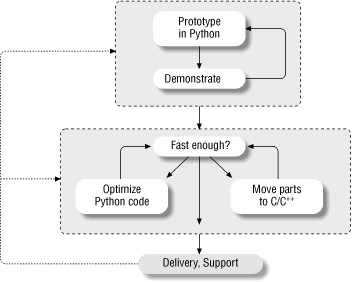 Prototype
in Python
Demonstrate
Fast enough?
Optimize
Python code
Move parts
to C/C++
Delivery, Support